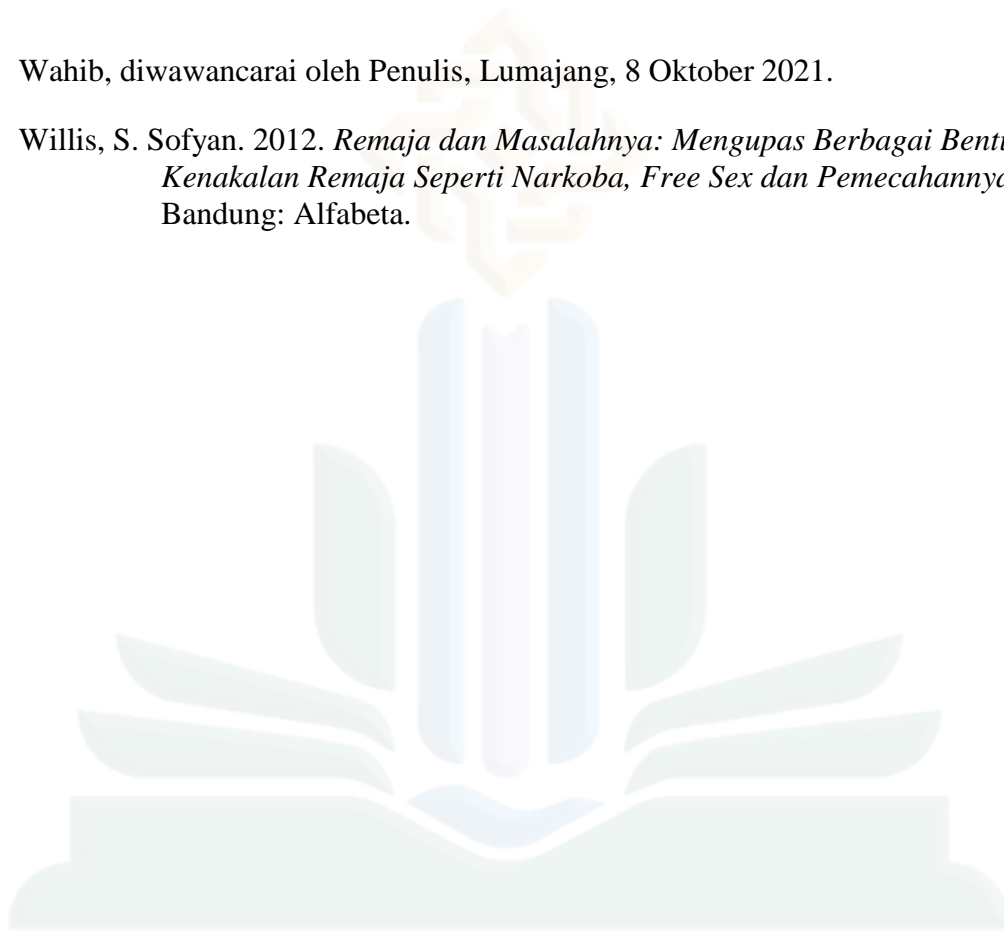 Wahib, diwawancarai oleh Penulis, Lumajang, 8 Oktober 2021.
Willis, S. Sofyan. 2012. Remaja dan Masalahnya: Mengupas Berbagai
Kenakalan Remaja Seperti Narkoba, Free Sex dan
Bandung: Alfabeta.